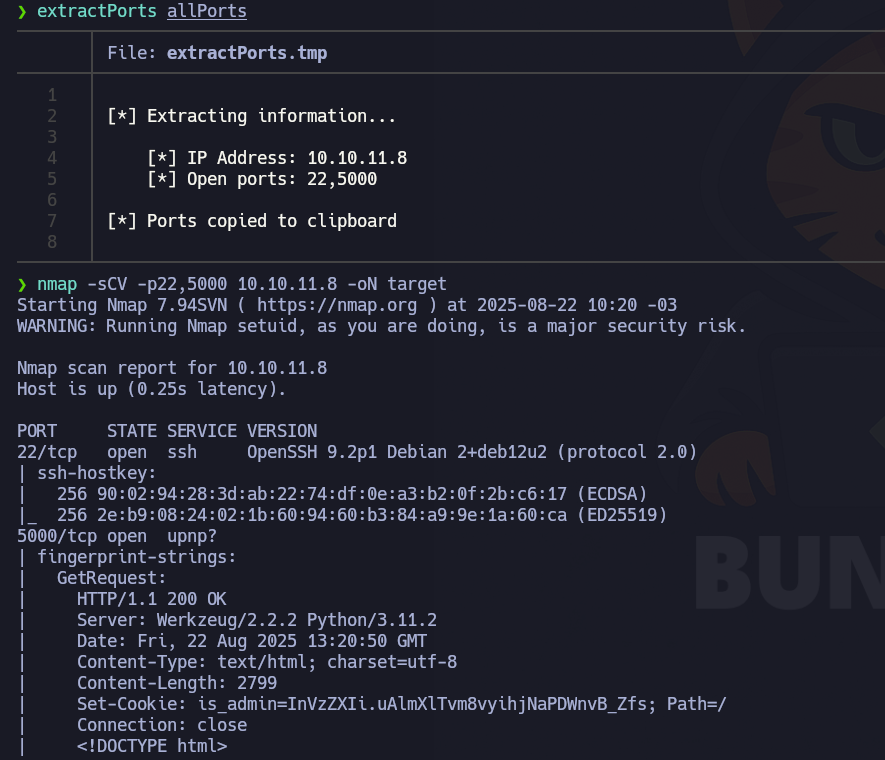 ❯ extractPorts allPorts
File: extractPorts.tmp
1
2 [*] Extracting information...
3
4 [*] IP Address: 10.10.11.8
5 [*] Open ports: 22,5000
6
7 [*] Ports copied to clipboard
8
❯ nmap -sCV -p22,5000 10.10.11.8 -oN target
Starting Nmap 7.94SVN ( https://nmap.org ) at 2025-08-22 10:20 -03
WARNING: Running Nmap setuid, as you are doing, is a major security risk.
Nmap scan report for 10.10.11.8
Host is up (0.25s latency).
PORT     STATE SERVICE VERSION
22/tcp   open  ssh     OpenSSH 9.2p1 Debian 2+deb12u2 (protocol 2.0)
| ssh-hostkey:
|   256 90:02:94:28:3d:ab:22:74:df:0e:a3:b2:0f:2b:c6:17 (ECDSA)
|_  256 2e:b9:08:24:02:1b:60:94:60:b3:84:a9:9e:1a:60:ca (ED25519)
5000/tcp open  upnp?
| fingerprint-strings:
|   GetRequest:
|     HTTP/1.1 200 OK
|     Server: Werkzeug/2.2.2 Python/3.11.2
|     Date: Fri, 22 Aug 2025 13:20:50 GMT
|     Content-Type: text/html; charset=utf-8
|     Content-Length: 2799
|     Set-Cookie: is_admin=InVzZXIi.uAlmXlTvm8vyihjNaPDWnvB_Zfs; Path=/
|     Connection: close
|     <!DOCTYPE html>
BUN